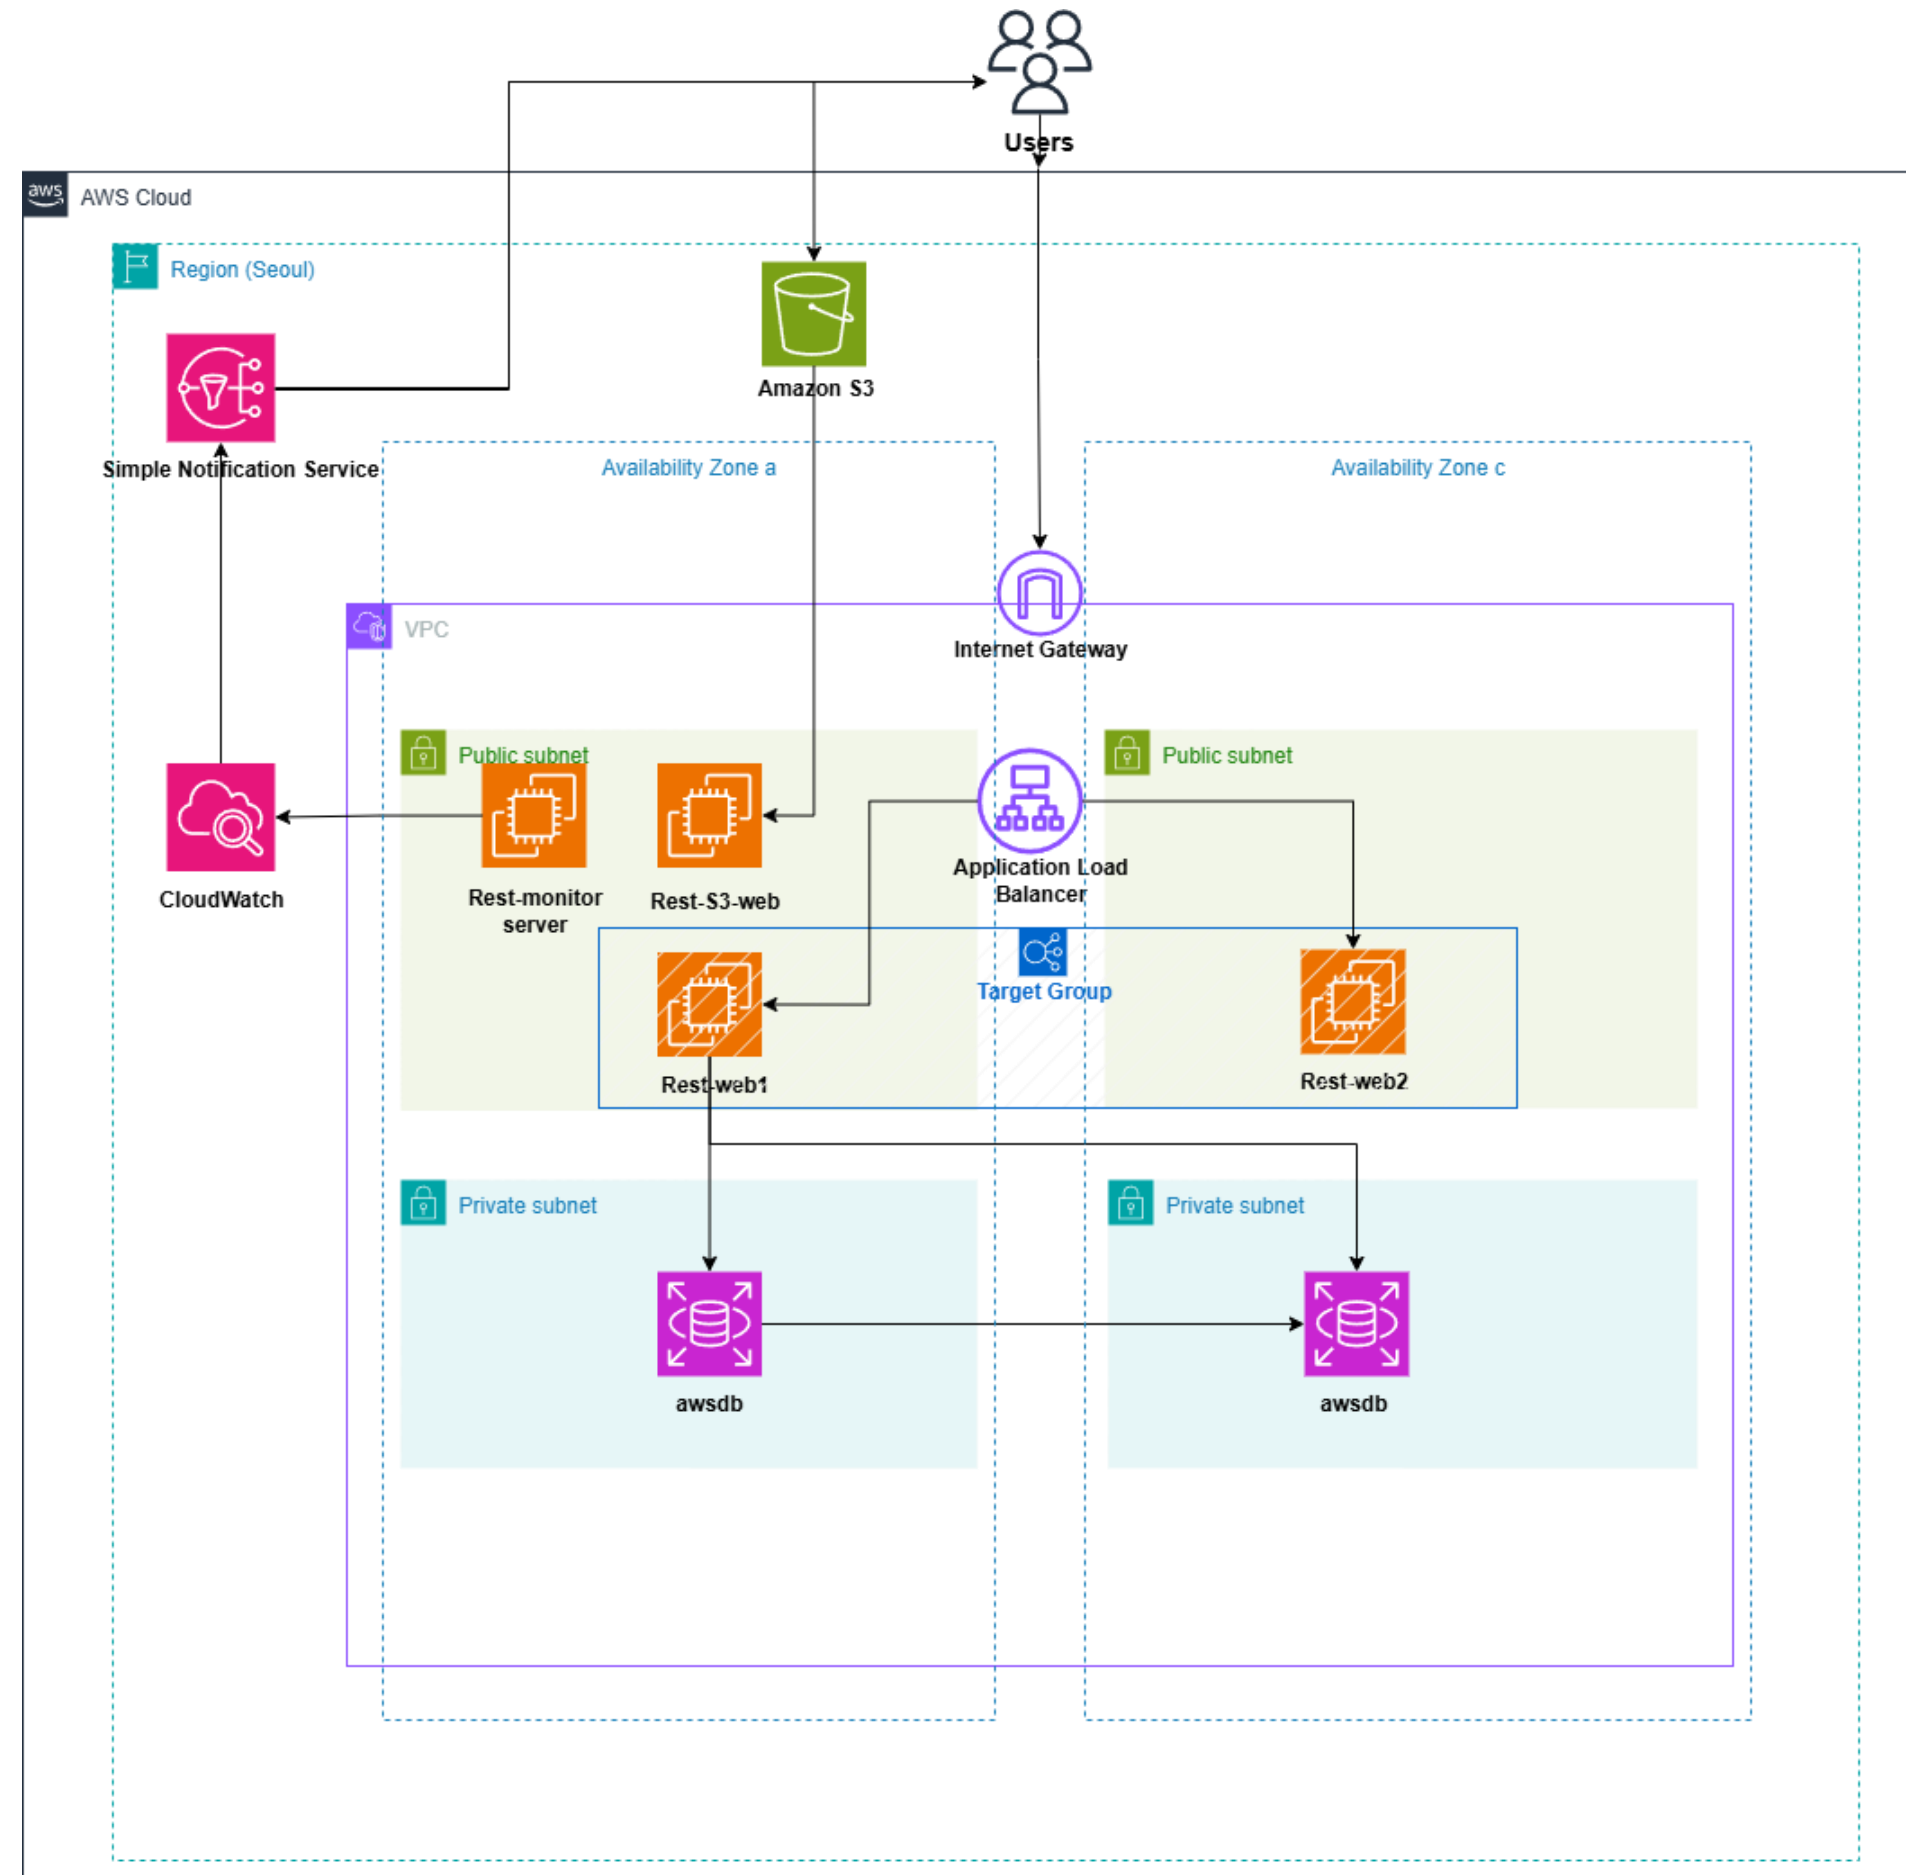 Users
aws
AWS Cloud
Region (Seoul)
Amazon S3
Simple Notification Service
Availability Zone a
Availability Zone c
VPC
Internet Gateway
Public subnet
Public subnet
CloudWatch
Rest-monitor
server
Rest-S3-web
Application Load
Balancer
Target Group
Rest-web1
Rest-web2
Private subnet
Private subnet
awsdb
awsdb